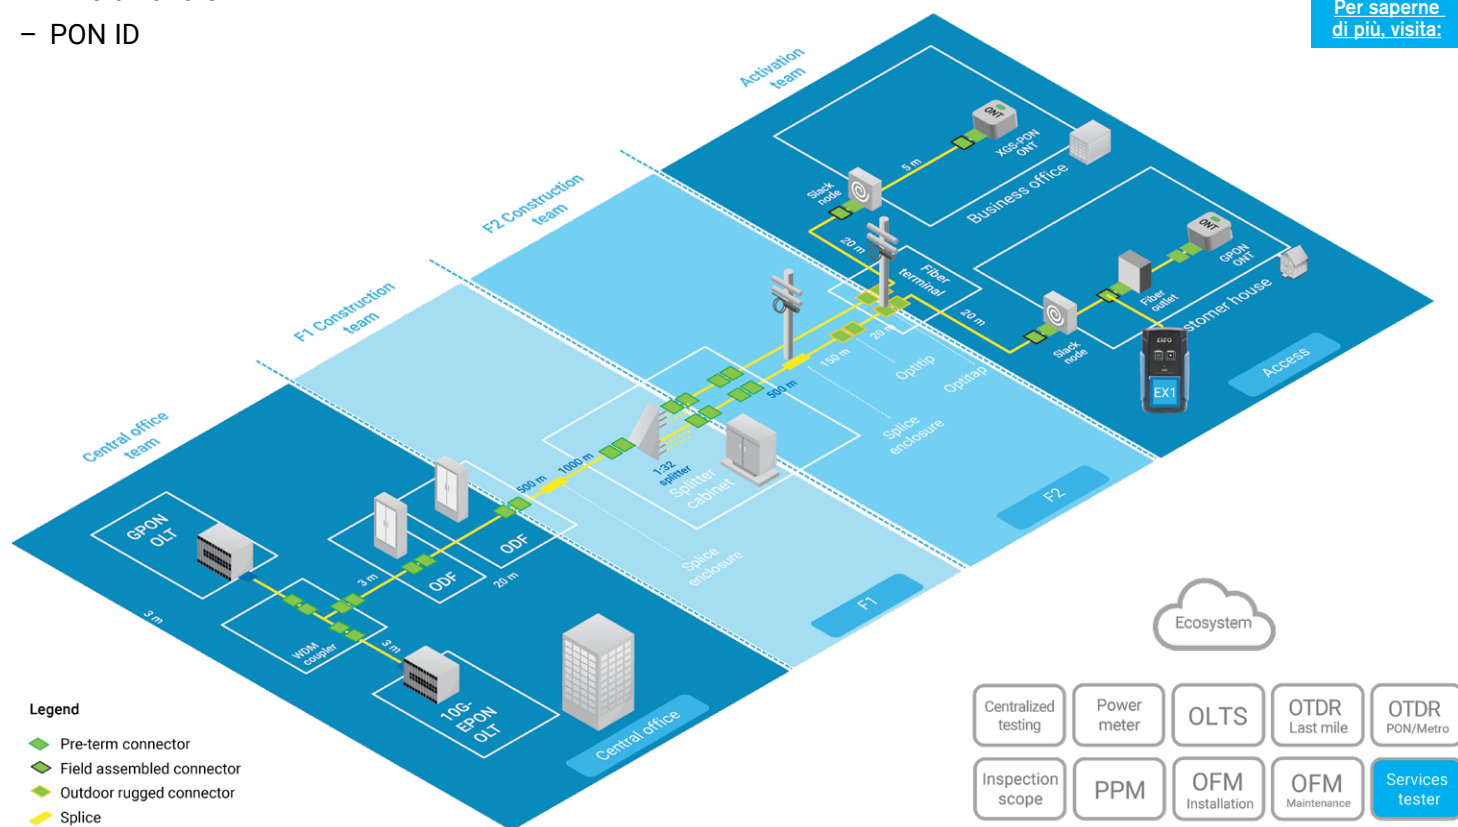 – PON ID
Per saperne
di più, visita:
Activation
team
ONT
XGS-PON
ONT
5 m
Slack
node
Business office
20 m
F2 Construction
team
ONT
GPON
ONT
Fiber
terminal
Fiber
outlet
20 m
Slack
node
stomer house
EXFO
EX1
Access
F1 Construction
team
20 m
150 m
Optitip
Optitap
500 m
Splice
enclosure
F2
Central office
team
1:32
splitter
Splitter
cabinet
1000 m
500 m
Splice
enclosure
F1
GPON
OLT
ODF
20 m
ODF
3 m
3 m
WDM
coupler
3 m
10G-
EPON
OLT
Central office
Legend
Pre-term connector
Field assembled connector
Outdoor rugged connector
Splice
Ecosystem
Centralized
testing
Power
meter
OLTS
OTDR
Last mile
OTDR
PON/Metro
Inspection
scope
PPM
OFM
Installation
OFM
Maintenance
Services
tester